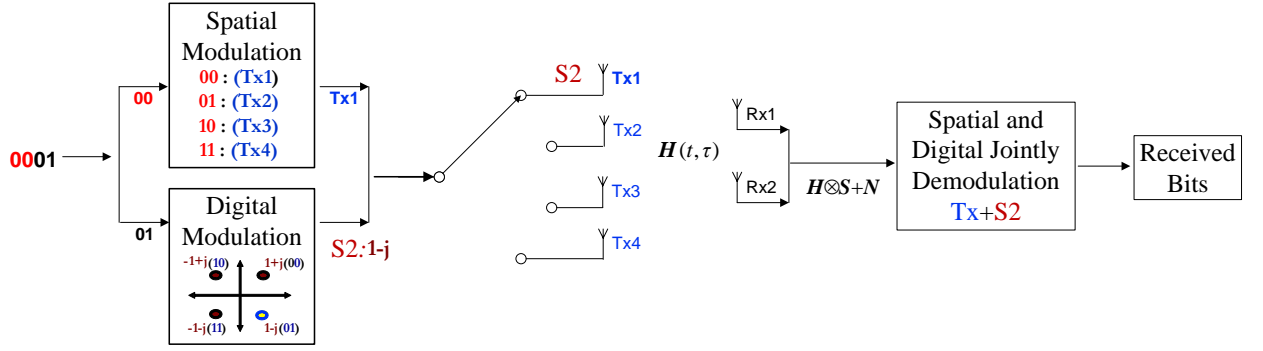 0001
00
01
Spatial
Modulation
00 : (Tx1)
01 : (Tx2)
10 : (Tx3)
11 : (Tx4)
Digital
Modulation
-1+j(10)
1+j(00)
-1-j(11)
1-j(01)
Tx1
S2:1-j
S2
Tx1
Tx2
Tx3
Tx4
H(t,τ)
Rx1
Rx2
H⊗S+N
Spatial and
Digital Jointly
Demodulation
Tx+S2
Received
Bits